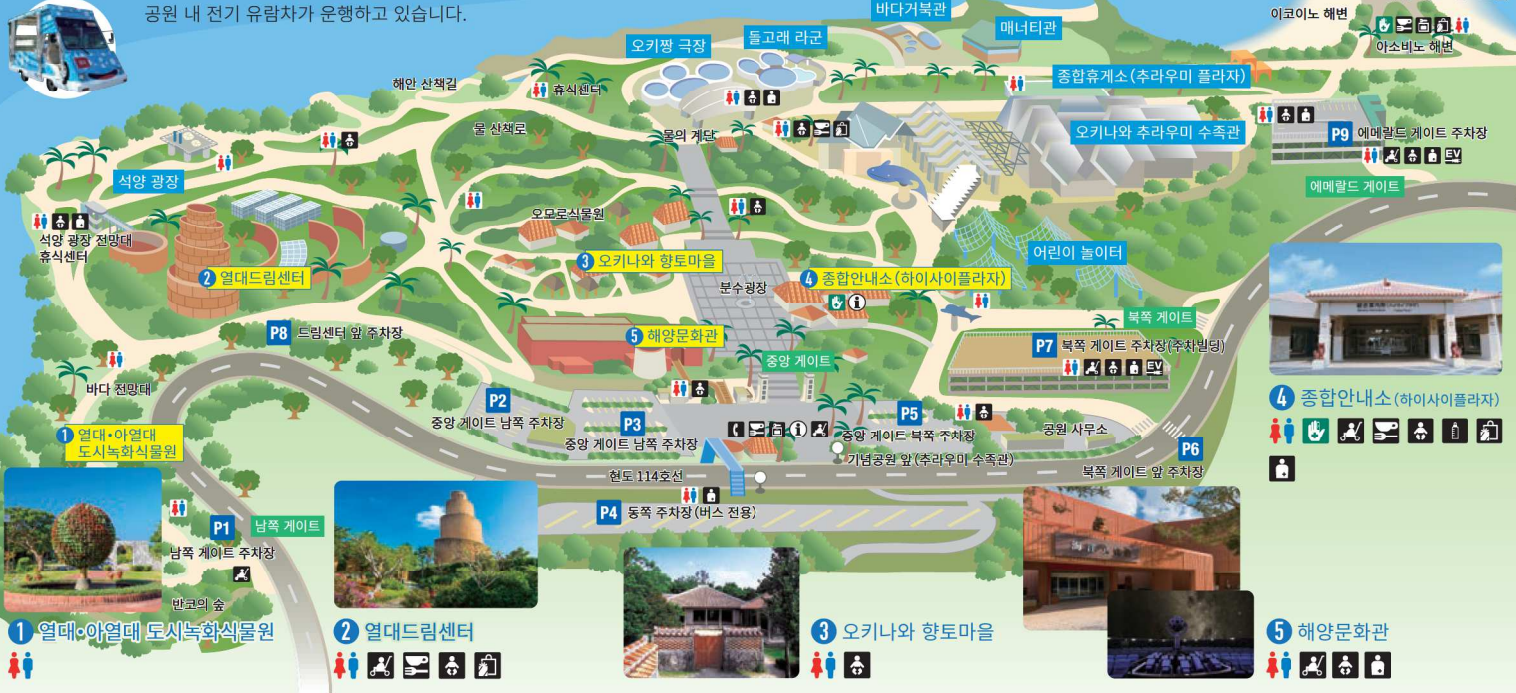 공원 내 전기 유람차가 운행하고 있습니다.
바다거북관
매너티관
이코이노 해변
아소비노 해변
오키짱 극장
돌고래 라군
해안 산책길
휴식센터
종합휴게소(추라우미 플라자)
물 산책로
물의 계단
오키나와 추라우미 수족관
P9 에메랄드 게이트 주차장
EV
에메랄드 게이트
석양 광장
석양 광장 전망대
휴식센터
오모로식물원
2 열대드림센터
3 오키나와 향토마을
4 종합안내소(하이사이플라자)
어린이 놀이터
분수광장
P8 드림센터 앞 주차장
5 해양문화관
중앙 게이트
북쪽 게이트
P7 북쪽 게이트 주차장(주차빌딩)
EV
바다 전망대
P2
중앙 게이트 남쪽 주차장
P3
중앙 게이트 남쪽 주차장
P5
중앙 게이트 북쪽 주차장
공원 사무소
기념공원 앞(추라우미 수족관)
P6
북쪽 게이트 앞 주차장
1 열대•아열대
도시녹화식물원
현도 114호선
P4 동쪽 주차장(버스 전용)
P1
남쪽 게이트
남쪽 게이트 주차장
반코의 숲
1 열대•아열대 도시녹화식물원
2 열대드림센터
3 오키나와 향토마을
4 종합안내소(하이사이플라자)
5 해양문화관